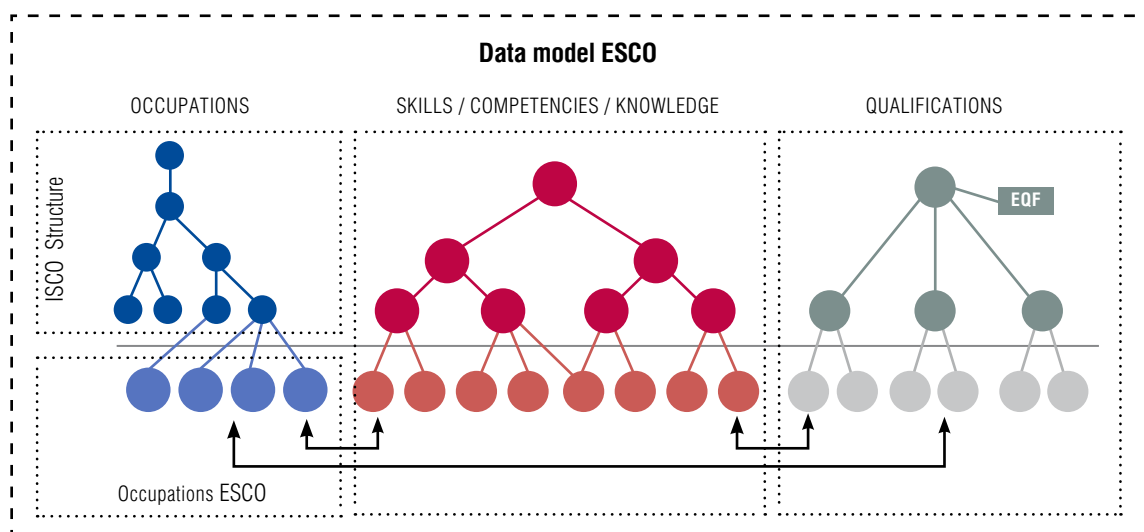 Data model ESCO
OCCUPATIONS
SKILLS / COMPETENCIES / KNOWLEDGE
QUALIFICATIONS
ISCO Structure
EQF
Occupations ESCO